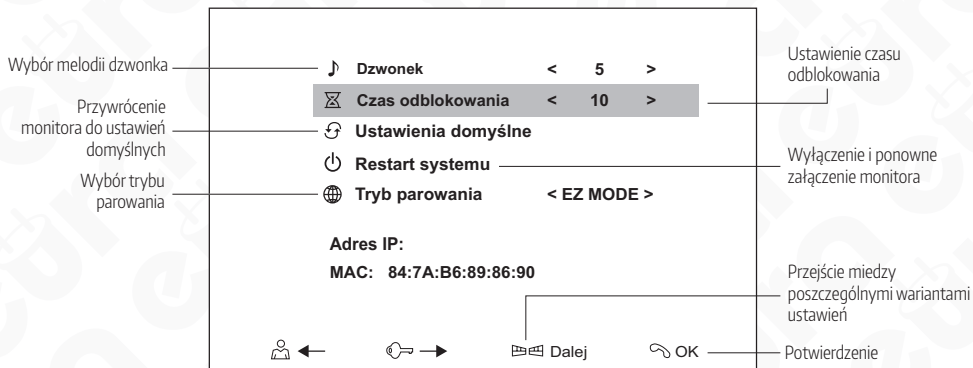 Wybór melodii dzwonka
Przywrócenie
monitora do ustawień
domyślnych
Wybór trybu
parowania
Dzwonek < 5 >
Czas odblokowania < 10 >
Ustawienia domyślne
Restart systemu
Tryb parowania < EZ MODE >
Adres IP:
MAC: 84:7A:B6:89:86:90
Dalej
OK
Ustawienie czasu
odblokowania
Wyłączenie i ponowne
załączenie monitora
Przejście miedzy
poszczególnymi wariantami
ustawień
Potwierdzenie